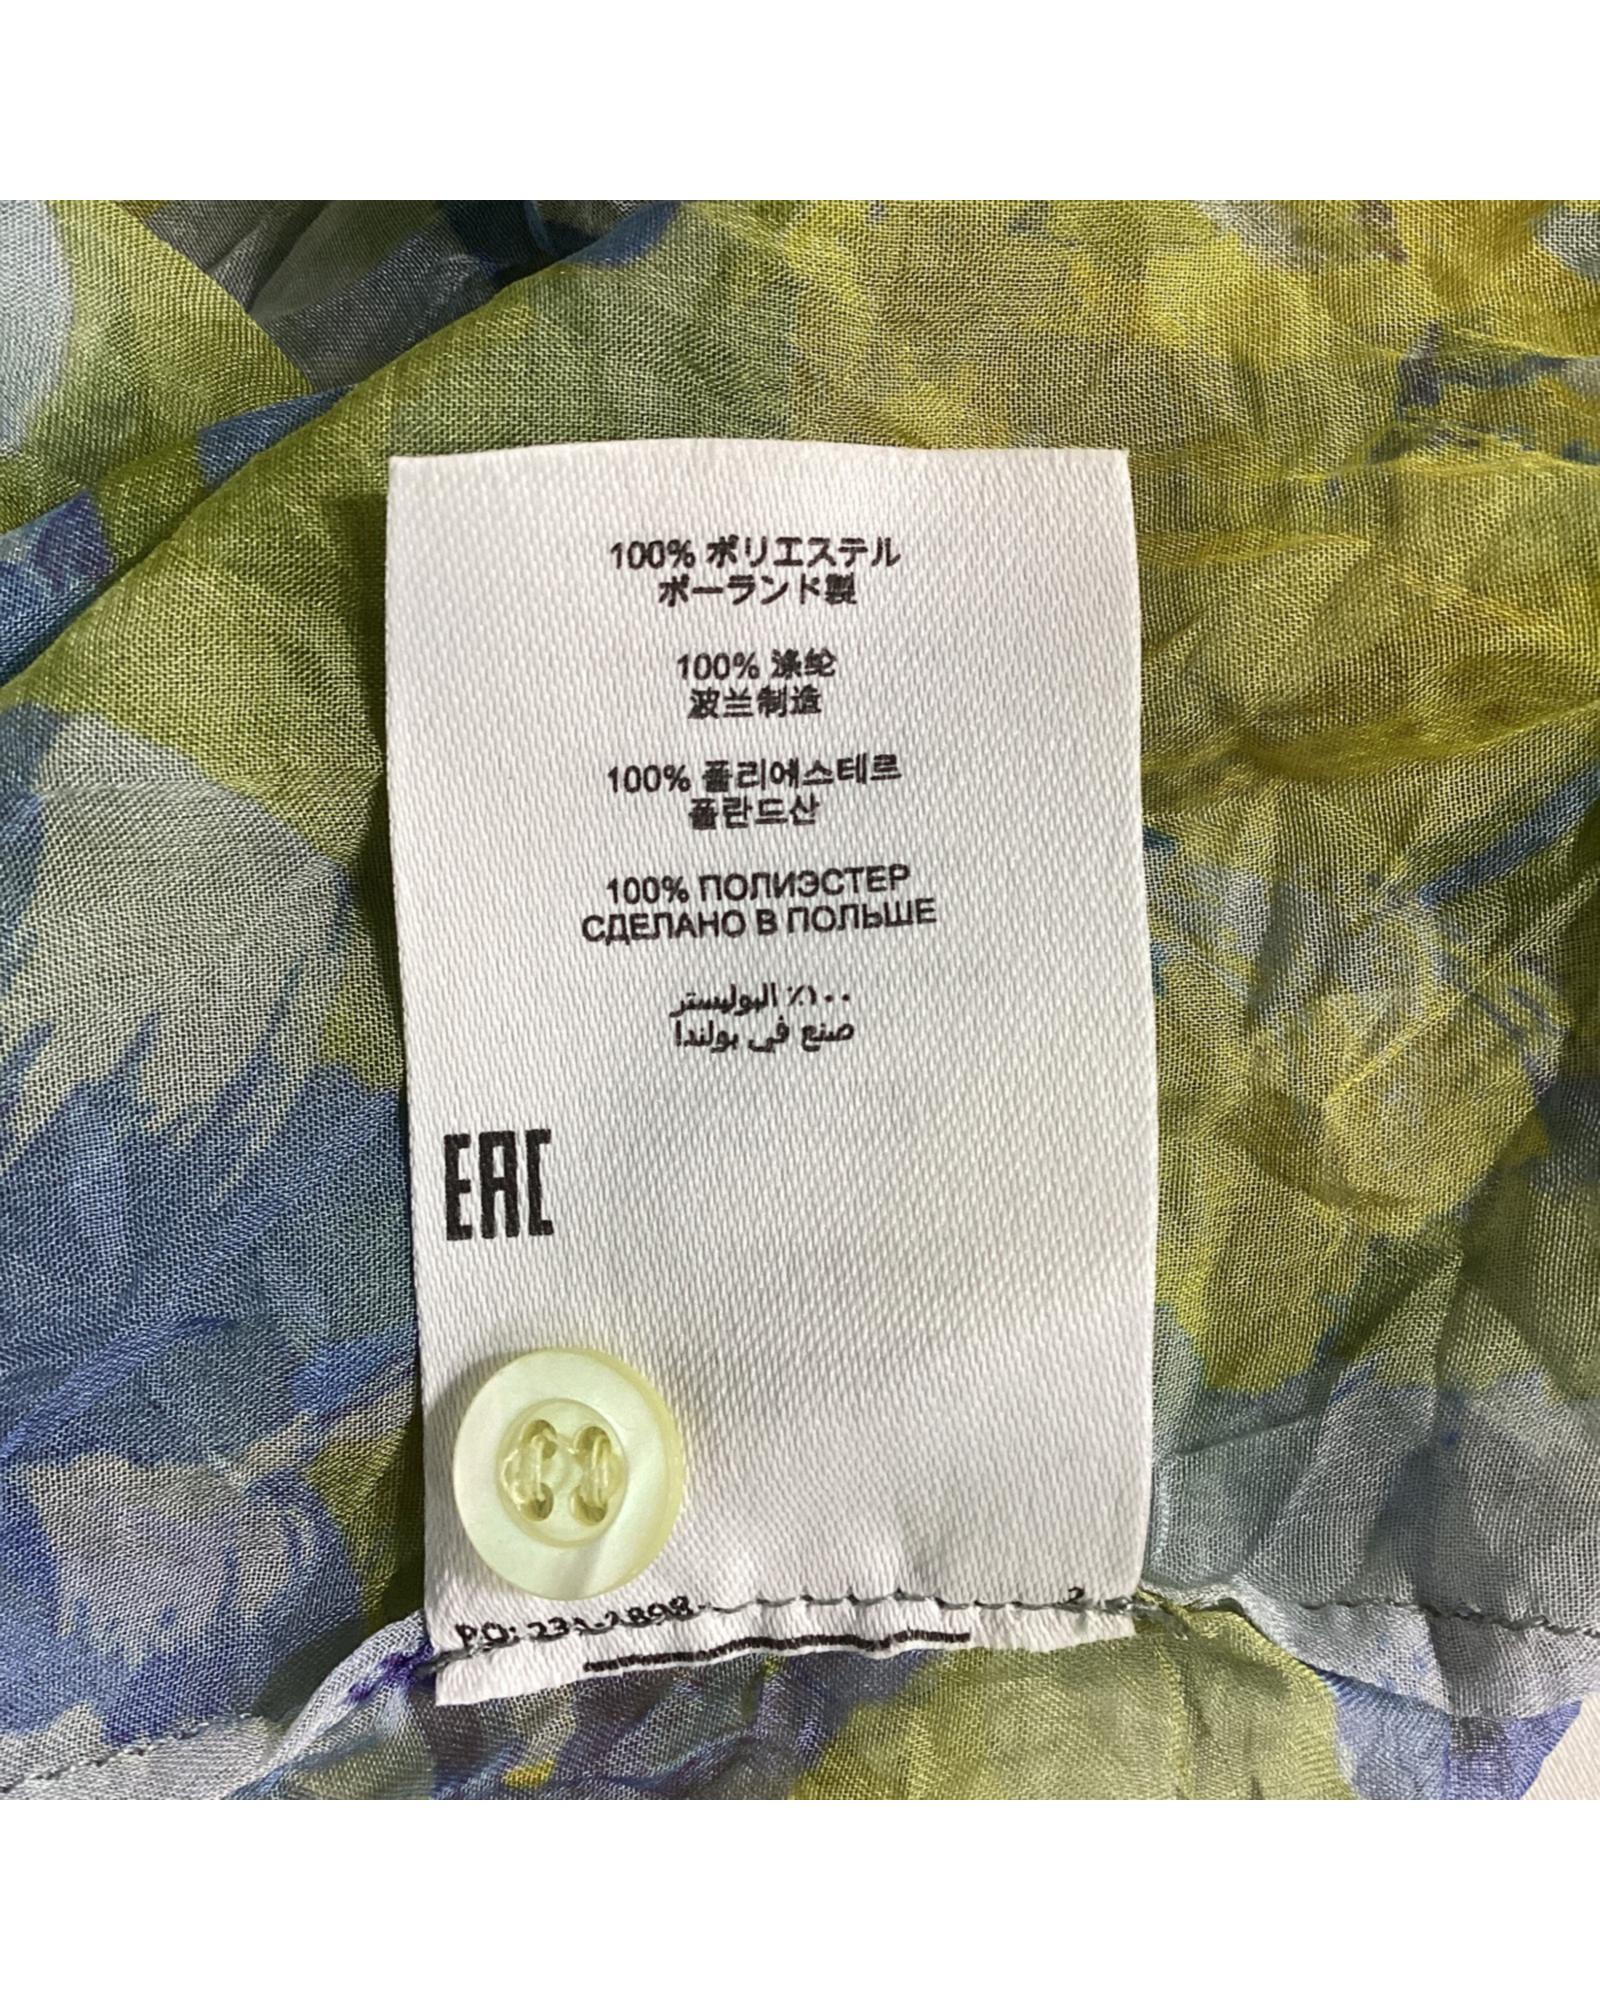 100% ポリエステル
ポーランド製
100% 涤纶
波兰制造
100% 폴리에스테르
폴란드산
100% ПОЛИЭСТЕР
СДЕЛАНО В ПОЛЬШЕ
١٠٠٪ البوليستر
صنع في بولندا
EAC
PO:
2